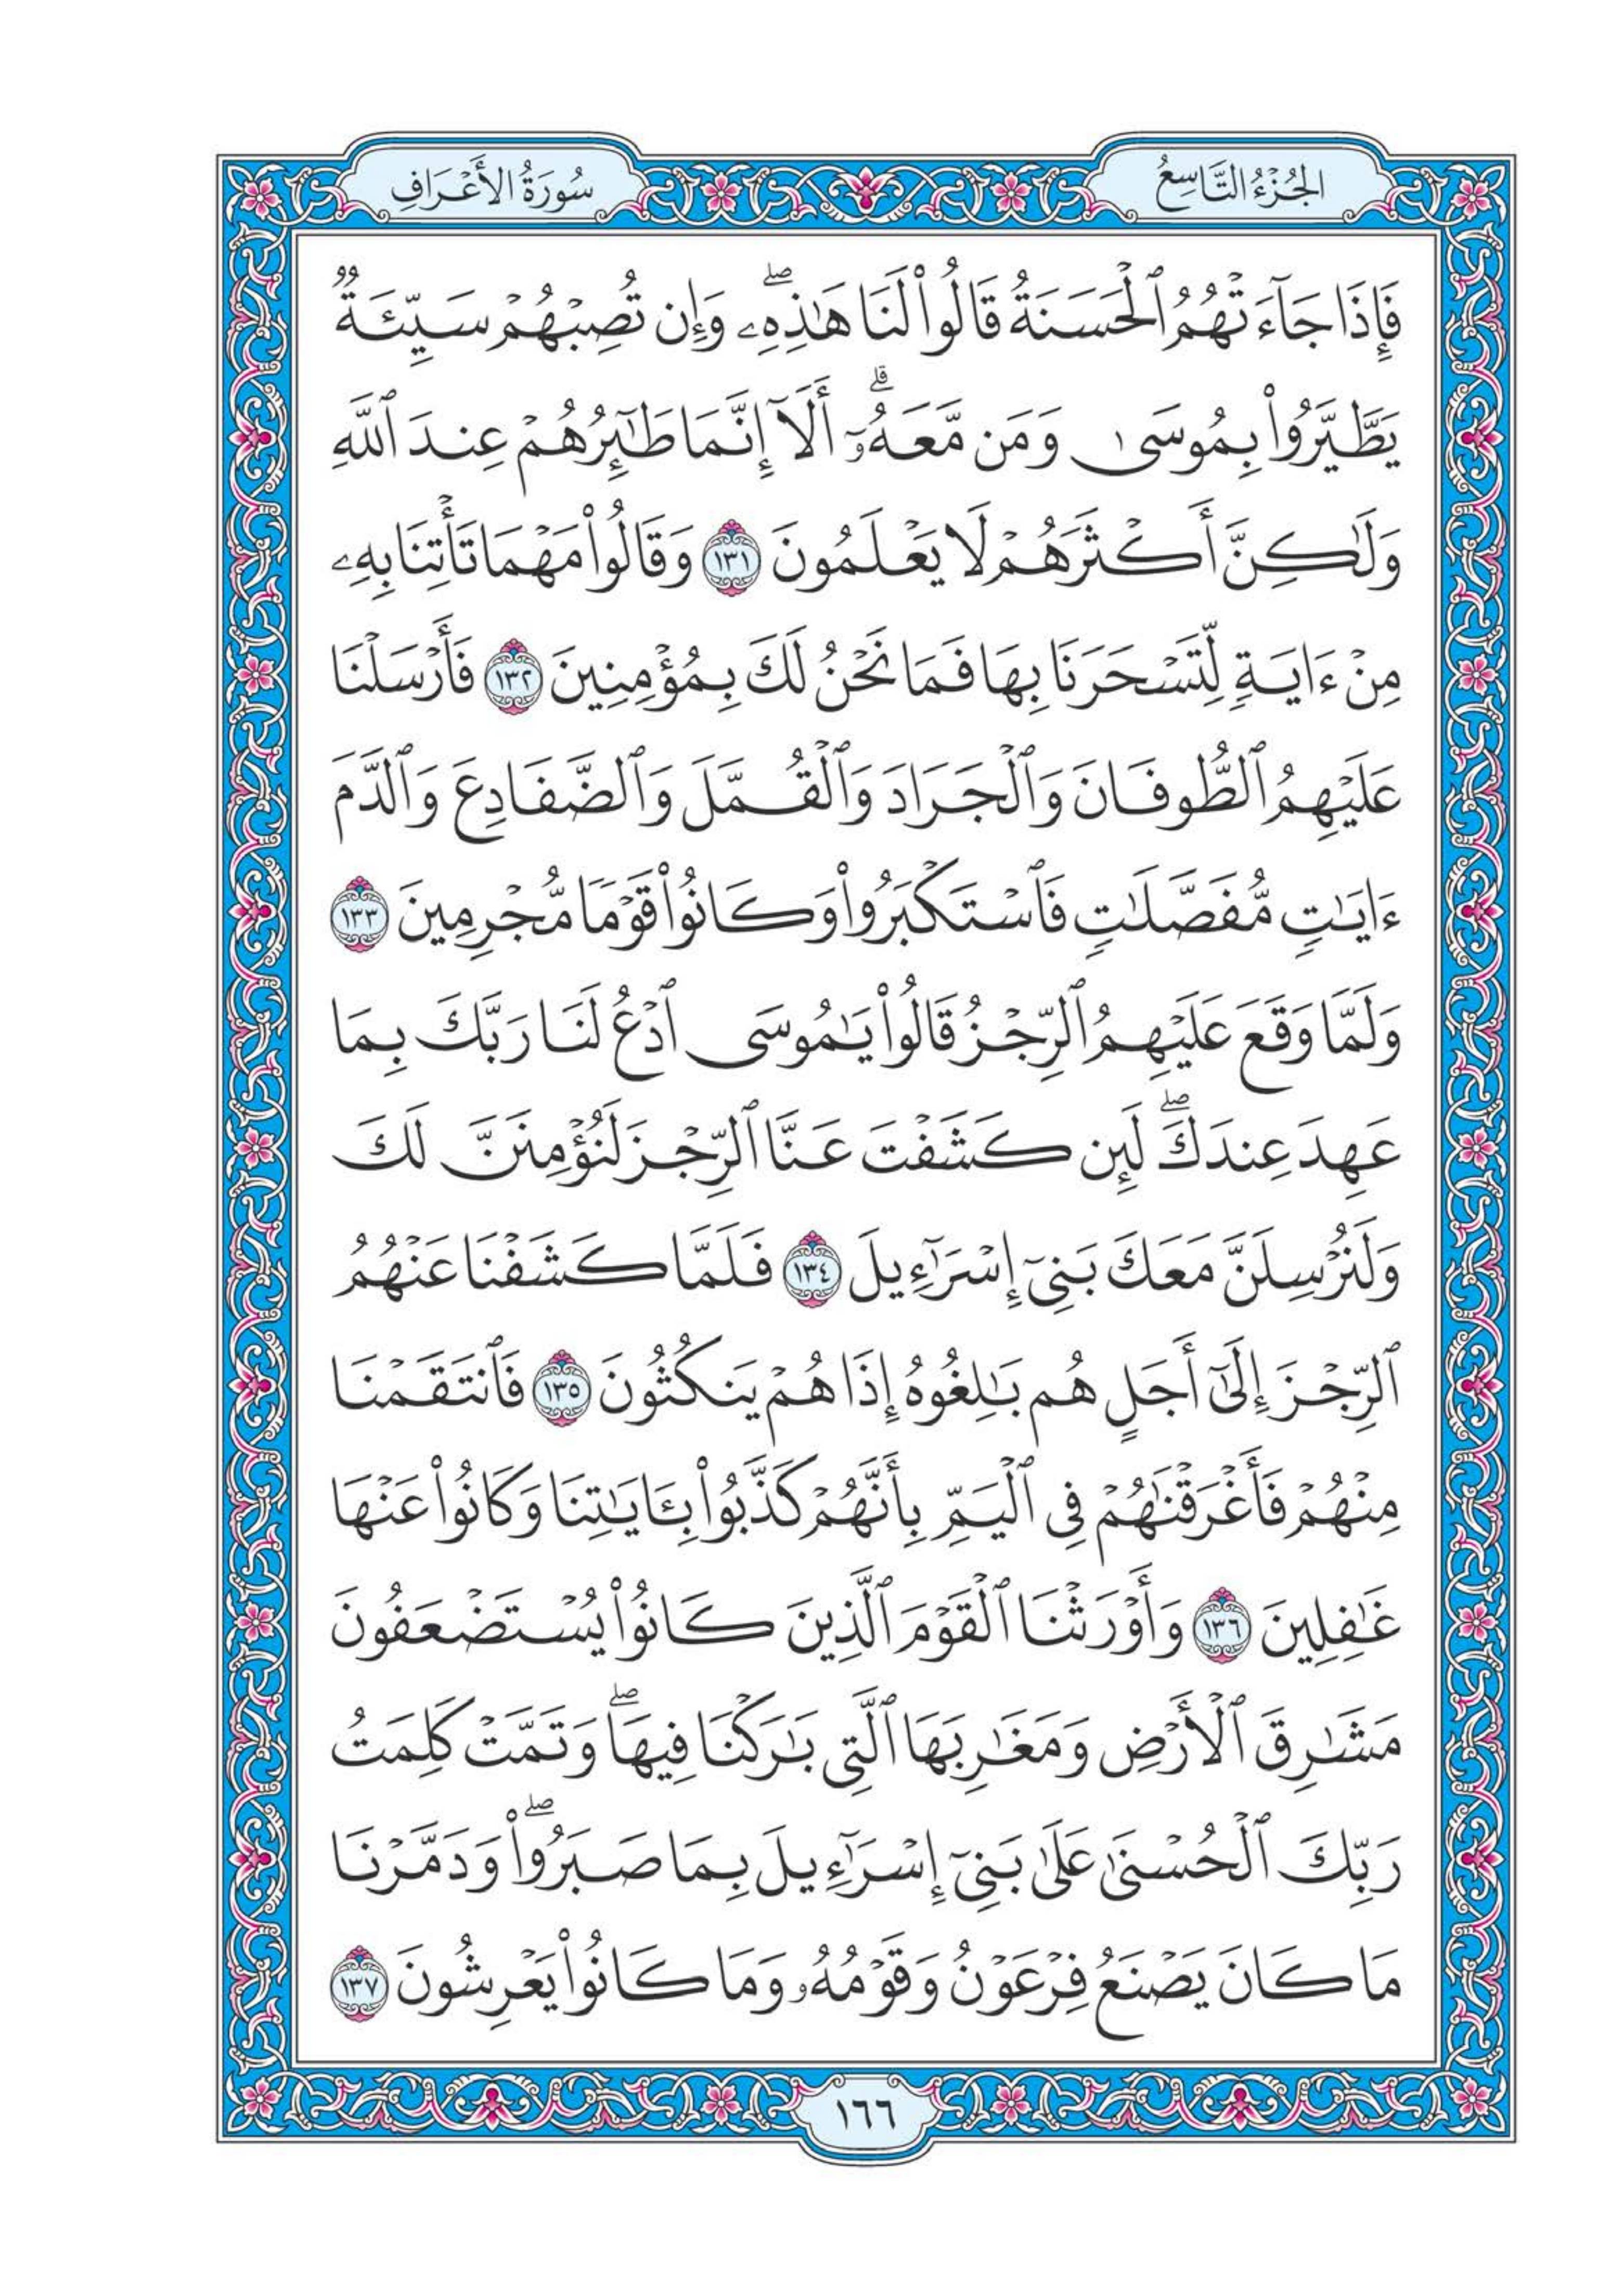 الجُزْءُ التَّاسِعُ
سُورَةُ الأَعْرَافِ
فَإِذَا جَآءَتْهُمُ ٱلْحَسَنَةُ قَالُوا۟ لَنَا هَٰذِهِۦ ۖ وَإِن تُصِبْهُمْ سَيِّئَةٌ
يَطَّيَّرُوا۟ بِمُوسَىٰ وَمَن مَّعَهُۥٓ ۗ أَلَآ إِنَّمَا طَٰٓئِرُهُمْ عِندَ ٱللَّهِ
وَلَٰكِنَّ أَكْثَرَهُمْ لَا يَعْلَمُونَ ١٣١ وَقَالُوا۟ مَهْمَا تَأْتِنَا بِهِۦ
مِنْ ءَايَةٍ لِّتَسْحَرَنَا بِهَا فَمَا نَحْنُ لَكَ بِمُؤْمِنِينَ ١٣٢ فَأَرْسَلْنَا
عَلَيْهِمُ ٱلطُّوفَانَ وَٱلْجَرَادَ وَٱلْقُمَّلَ وَٱلضَّفَادِعَ وَٱلدَّمَ
ءَايَٰتٍ مُّفَصَّلَٰتٍ فَٱسْتَكْبَرُوا۟ وَكَانُوا۟ قَوْمًا مُّجْرِمِينَ ١٣٣
وَلَمَّا وَقَعَ عَلَيْهِمُ ٱلرِّجْزُ قَالُوا۟ يَٰمُوسَى ٱدْعُ لَنَا رَبَّكَ بِمَا
عَهِدَ عِندَكَ ۖ لَئِن كَشَفْتَ عَنَّا ٱلرِّجْزَ لَنُؤْمِنَنَّ لَكَ
وَلَنُرْسِلَنَّ مَعَكَ بَنِىٓ إِسْرَٰٓءِيلَ ١٣٤ فَلَمَّا كَشَفْنَا عَنْهُمُ
ٱلرِّجْزَ إِلَىٰٓ أَجَلٍ هُم بَٰلِغُوهُ إِذَا هُمْ يَنكُثُونَ ١٣٥ فَٱنتَقَمْنَا
مِنْهُمْ فَأَغْرَقْنَٰهُمْ فِى ٱلْيَمِّ بِأَنَّهُمْ كَذَّبُوا۟ بِـَٔايَٰتِنَا وَكَانُوا۟ عَنْهَا
غَٰفِلِينَ ١٣٦ وَأَوْرَثْنَا ٱلْقَوْمَ ٱلَّذِينَ كَانُوا۟ يُسْتَضْعَفُونَ
مَشَٰرِقَ ٱلْأَرْضِ وَمَغَٰرِبَهَا ٱلَّتِى بَٰرَكْنَا فِيهَا ۖ وَتَمَّتْ كَلِمَتُ
رَبِّكَ ٱلْحُسْنَىٰ عَلَىٰ بَنِىٓ إِسْرَٰٓءِيلَ بِمَا صَبَرُوا۟ ۖ وَدَمَّرْنَا
مَا كَانَ يَصْنَعُ فِرْعَوْنُ وَقَوْمُهُۥ وَمَا كَانُوا۟ يَعْرِشُونَ ١٣٧
١٦٦